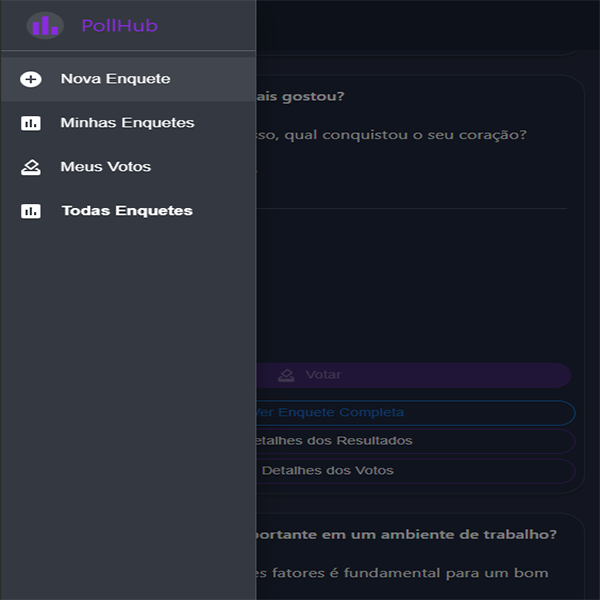 PollHub
Nova Enquete
Minhas Enquetes
Meus Votos
Todas Enquetes
ais gostou?
sso, qual conquistou o seu coração?
Votar
Ver Enquete Completa
etalhes dos Resultados
Detalhes dos Votos
portante em um ambiente de trabalho?
es fatores é fundamental para um bom